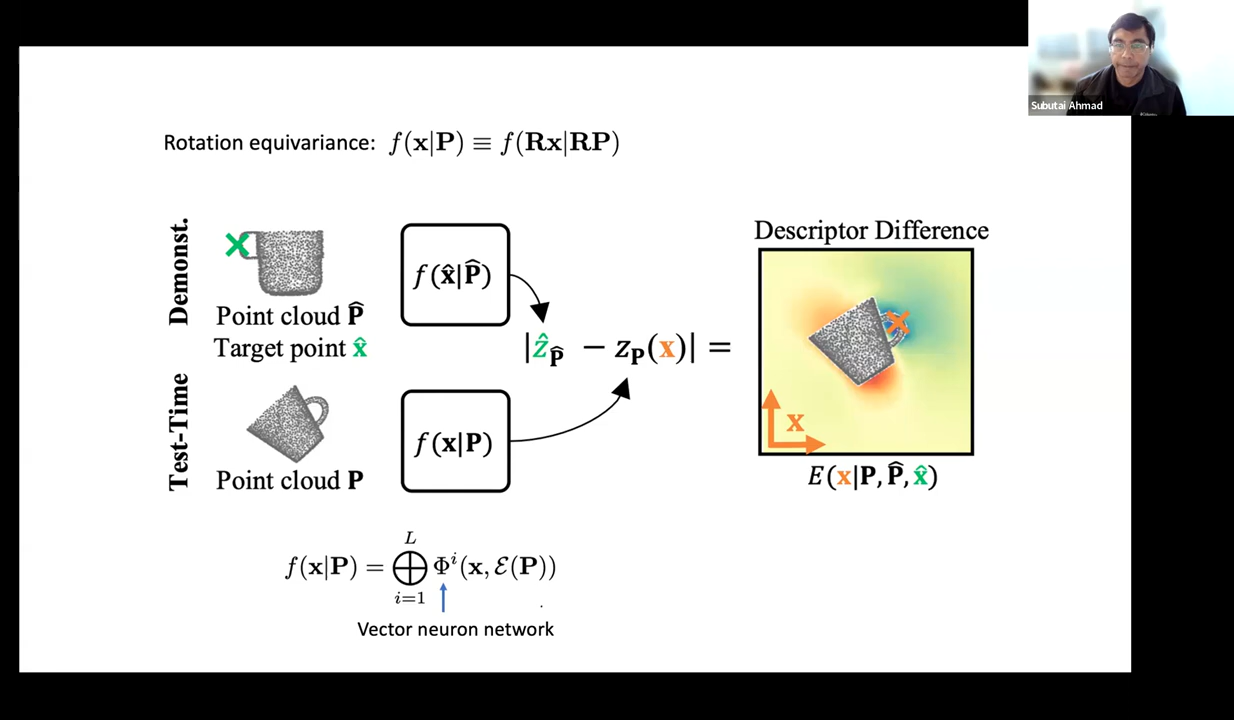 Subutai Ahmad
Rotation equivariance: f(x|P) ≡ f(Rx|RP)
Demonst.
Point cloud P̂
Target point x̂
f(x̂|P̂)
|ẑ_P̂ − z_P(x)| =
Test-Time
Point cloud P
f(x|P)
Descriptor Difference
x
E(x|P, P̂, x̂)
f(x|P) = ⨁_{i=1}^{L} Φ^i(x, ℰ(P))
Vector neuron network